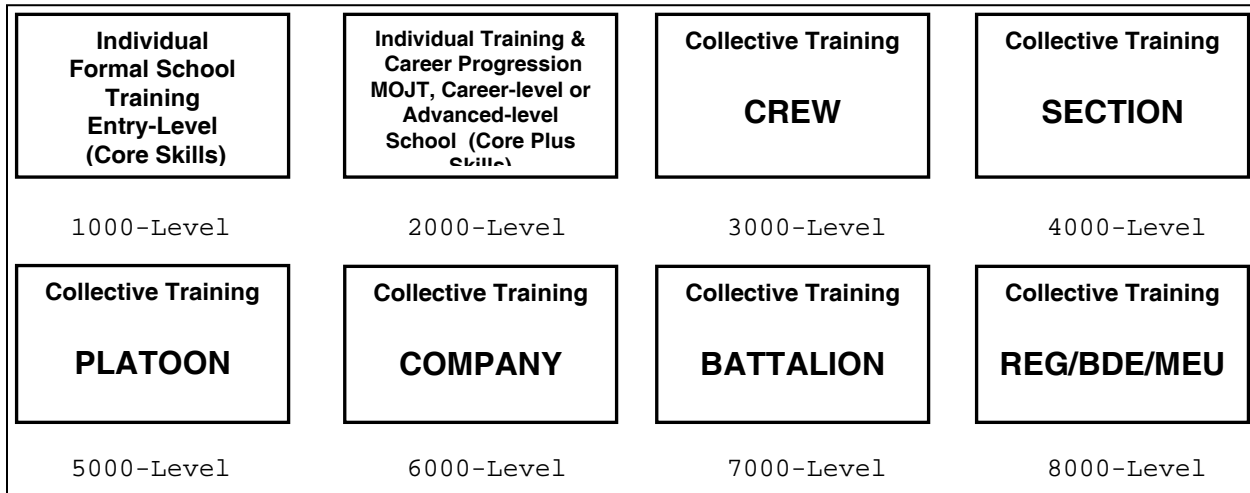 Individual
Formal School
Training
Entry-Level
(Core Skills)
1000-Level
Individual Training &
Career Progression
MOJT, Career-level or
Advanced-level
School (Core Plus
Skills)
2000-Level
Collective Training
CREW
3000-Level
Collective Training
SECTION
4000-Level
Collective Training
PLATOON
5000-Level
Collective Training
COMPANY
6000-Level
Collective Training
BATTALION
7000-Level
Collective Training
REG/BDE/MEU
8000-Level